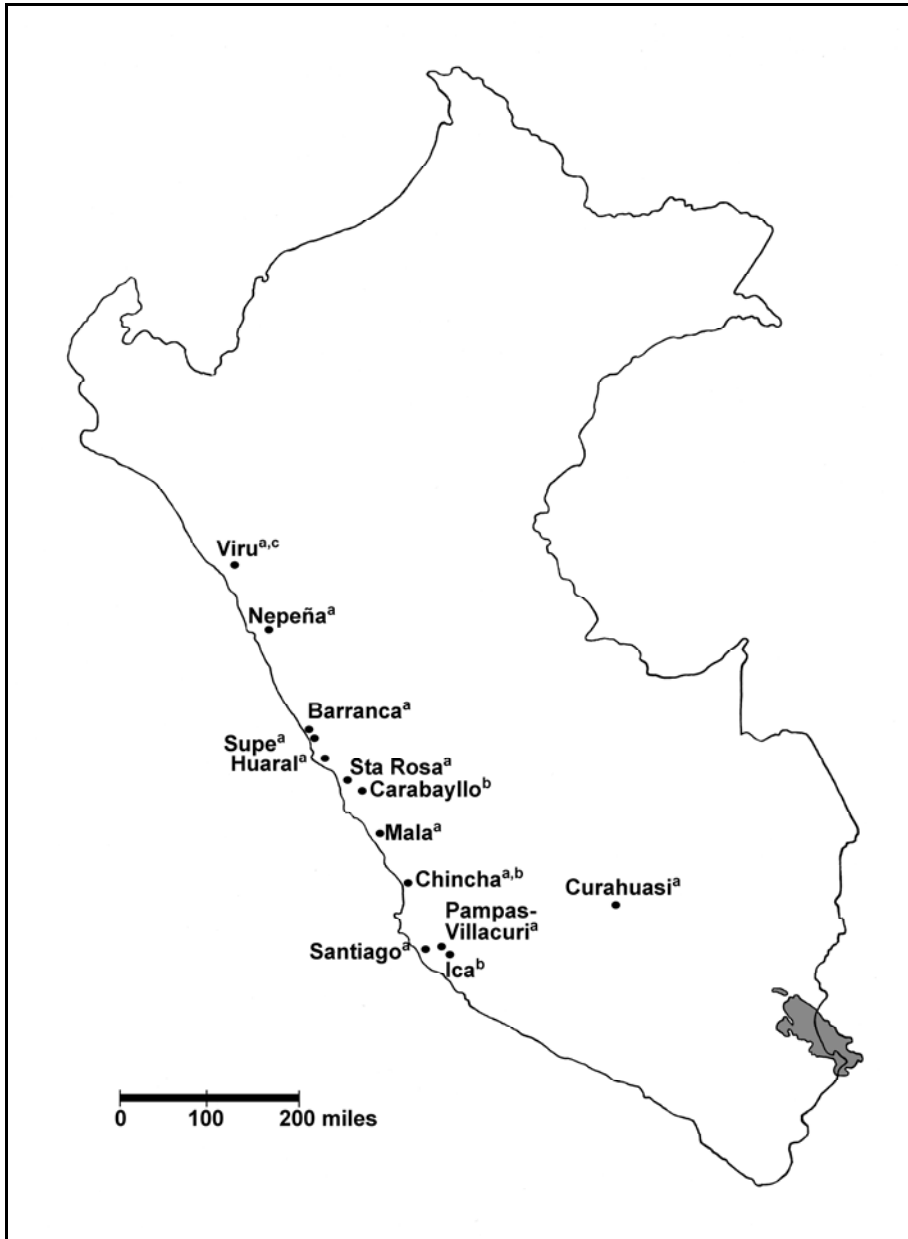 Viru^a,c
Nepeña^a
Barranca^a
Supe^a
Huaral^a
Sta Rosa^a
Carabayllo^b
Mala^a
Chincha^a,b
Curahuasi^a
Pampas-
Villacuri^a
Santiago^a
Ica^b
0 100 200 miles